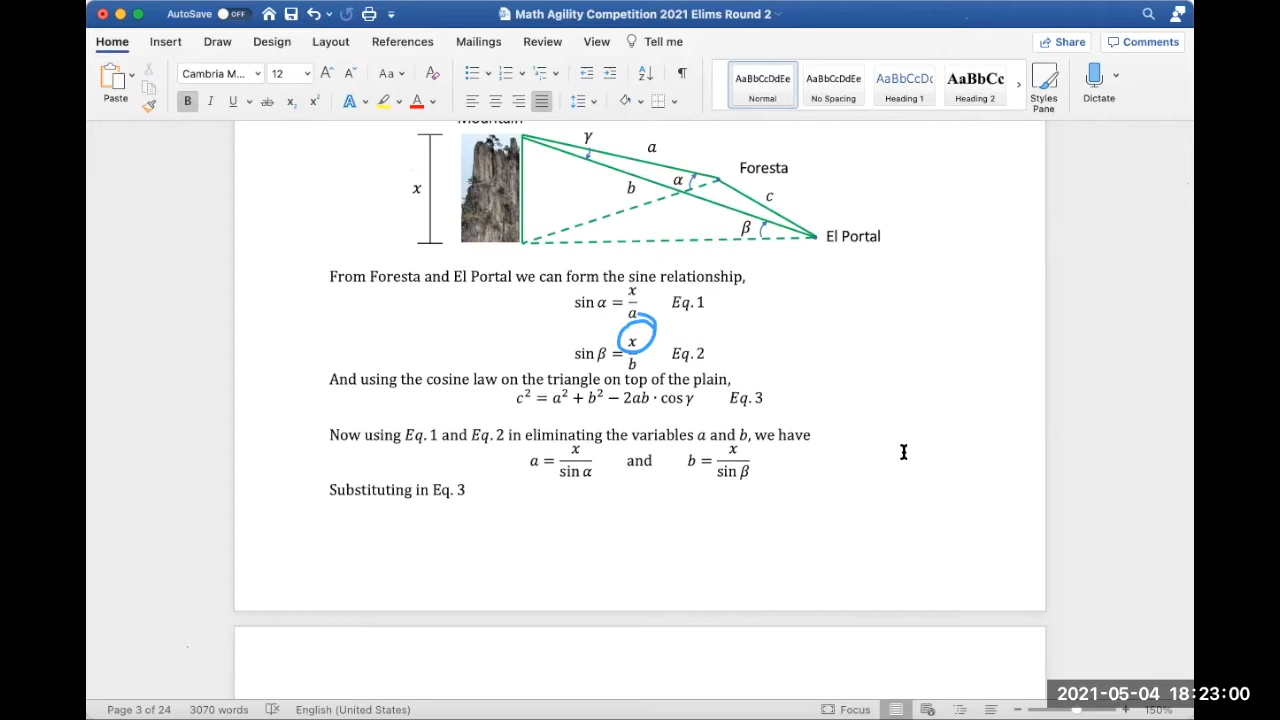 AutoSave OFF
Math Agility Competition 2021 Elims Round 2
Home Insert Draw Design Layout References Mailings Review View Tell me Share Comments
Paste
Cambria M... 12 Aa
B I U ab x₂ x² A A
AaBbCcDdEe Normal
AaBbCcDdEe No Spacing
AaBbCcDc Heading 1
AaBbCc Heading 2
Styles Pane
Dictate
Mountain
γ
a
Foresta
x
α
b
c
β
El Portal
From Foresta and El Portal we can form the sine relationship,
sin α = x/a Eq. 1
sin β = x/b Eq. 2
And using the cosine law on the triangle on top of the plain,
c² = a² + b² − 2ab · cos γ Eq. 3
Now using Eq. 1 and Eq. 2 in eliminating the variables a and b, we have
a = x/sin α and b = x/sin β
Substituting in Eq. 3
Page 3 of 24 3070 words English (United States) Focus 150%
2021-05-04 18:23:00